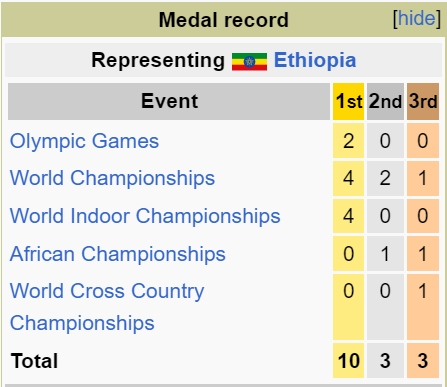 Medal record [hide]
Representing Ethiopia
Event 1st 2nd 3rd
Olympic Games 2 0 0
World Championships 4 2 1
World Indoor Championships 4 0 0
African Championships 0 1 1
World Cross Country 0 0 1
Championships
Total 10 3 3